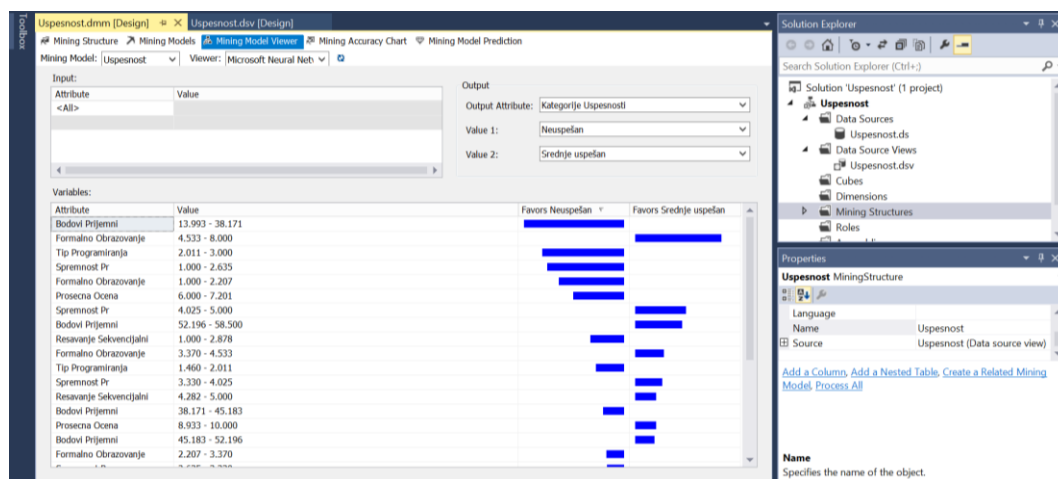 Toolbox
Uspesnost.dmm [Design] Uspesnost.dsv [Design]
Mining Structure Mining Models Mining Model Viewer Mining Accuracy Chart Mining Model Prediction
Mining Model: Uspesnost Viewer: Microsoft Neural Netv
Input:
Attribute Value
<All>
Output
Output Attribute: Kategorije Uspesnosti
Value 1: Neuspešan
Value 2: Srednje uspešan
Variables:
Attribute Value Favors Neuspešan Favors Srednje uspešan
Bodovi Prijemni 13.993 - 38.171
Formalno Obrazovanje 4.533 - 8.000
Tip Programiranja 2.011 - 3.000
Spremnost Pr 1.000 - 2.635
Formalno Obrazovanje 1.000 - 2.207
Prosecna Ocena 6.000 - 7.201
Spremnost Pr 4.025 - 5.000
Bodovi Prijemni 52.196 - 58.500
Resavanje Sekvencijalni 1.000 - 2.878
Formalno Obrazovanje 3.370 - 4.533
Tip Programiranja 1.460 - 2.011
Spremnost Pr 3.330 - 4.025
Resavanje Sekvencijalni 4.282 - 5.000
Bodovi Prijemni 38.171 - 45.183
Prosecna Ocena 8.933 - 10.000
Bodovi Prijemni 45.183 - 52.196
Formalno Obrazovanje 2.207 - 3.370
Solution Explorer
Search Solution Explorer (Ctrl+;)
Solution 'Uspesnost' (1 project)
Uspesnost
Data Sources
Uspesnost.ds
Data Source Views
Uspesnost.dsv
Cubes
Dimensions
Mining Structures
Roles
Properties
Uspesnost MiningStructure
Language
Name Uspesnost
Source Uspesnost (Data source view)
Add a Column, Add a Nested Table, Create a Related Mining
Model, Process All
Name
Specifies the name of the object.